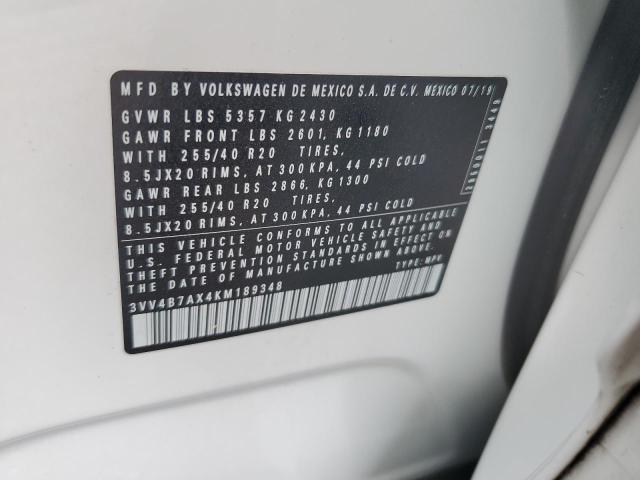 MFD BY VOLKSWAGEN DE MEXICO S.A. DE C.V. MEXICO 07/19
GVWR LBS 5357 KG 2430
GAWR FRONT LBS 2601, KG 1180
WITH 255/40 R20 TIRES,
8.5JX20 RIMS, AT 300 KPA, 44 PSI COLD
GAWR REAR LBS 2866, KG 1300
WITH 255/40 R20 TIRES,
8.5JX20 RIMS, AT 300 KPA, 44 PSI COLD
THIS VEHICLE CONFORMS TO ALL APPLICABLE
U.S. FEDERAL MOTOR VEHICLE SAFETY AND
THEFT PREVENTION STANDARDS IN EFFECT ON
THE DATE OF MANUFACTURE SHOWN ABOVE.
TYPE: MPV
3VV4B7AX4KM189348
3449